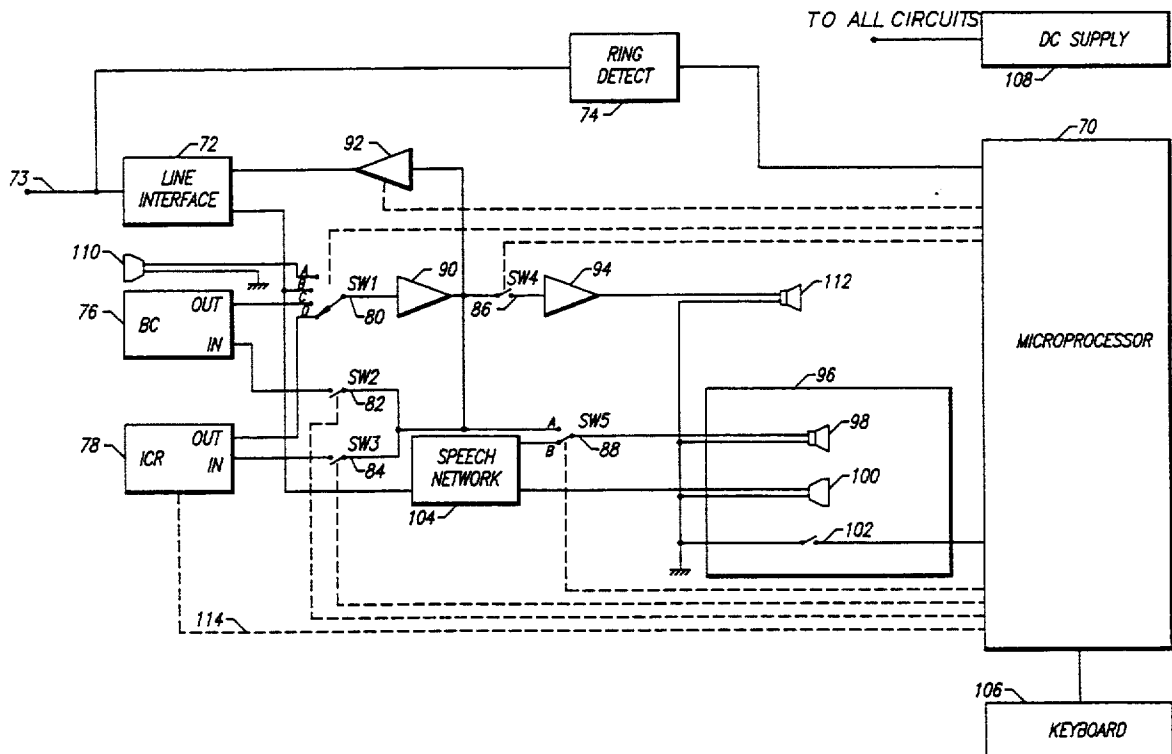 TO ALL CIRCUITS
DC SUPPLY
108
RING
DETECT
74
70
72
92
73
LINE
INTERFACE
110
A
B
C
D
SW1
80
90
SW4
86
94
112
76
BC
OUT
IN
MICROPROCESSOR
SW2
82
96
78
ICR
OUT
IN
SW3
84
A
B
SW5
88
98
SPEECH
NETWORK
104
100
102
114
106
KEYBOARD